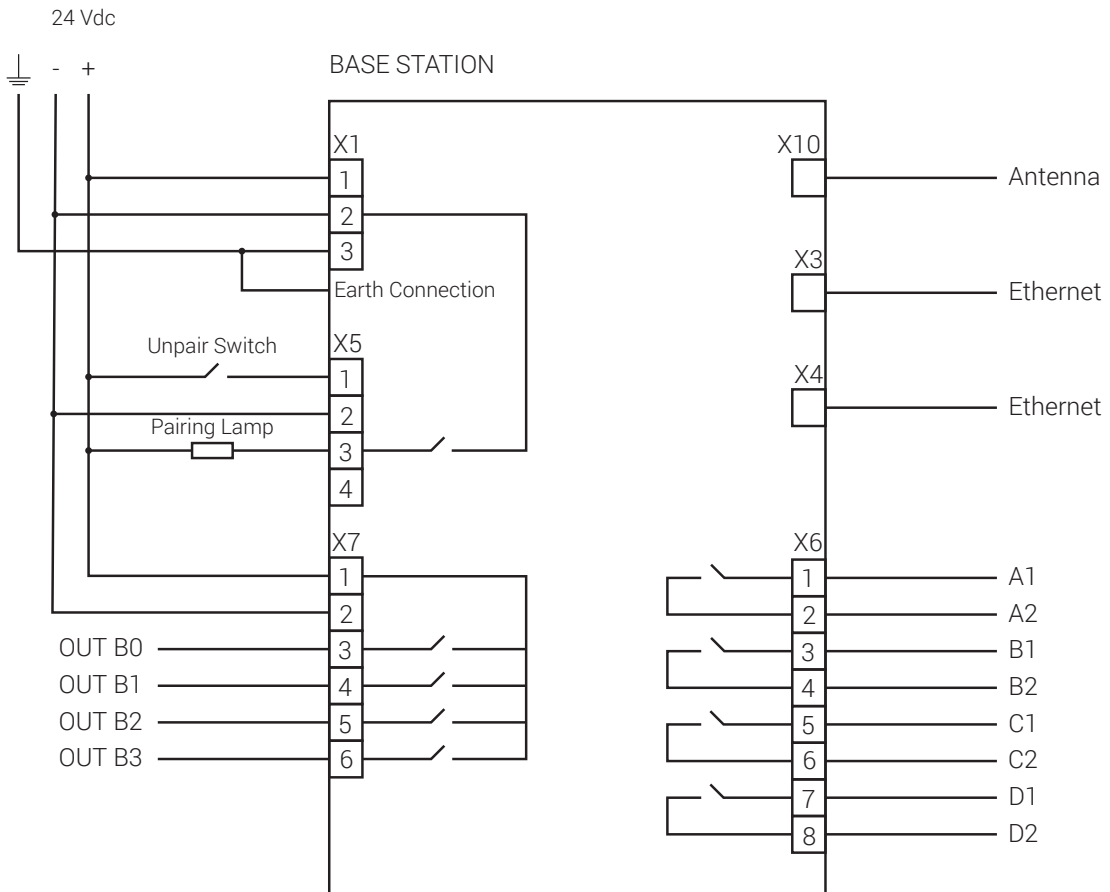 24 Vdc
- +
BASE STATION
X1
1
2
3
Earth Connection
Unpair Switch
X5
1
2
Pairing Lamp
3
4
X7
1
2
OUT B0
3
OUT B1
4
OUT B2
5
OUT B3
6
X10
Antenna
X3
Ethernet
X4
Ethernet
X6
1
A1
2
A2
3
B1
4
B2
5
C1
6
C2
7
D1
8
D2